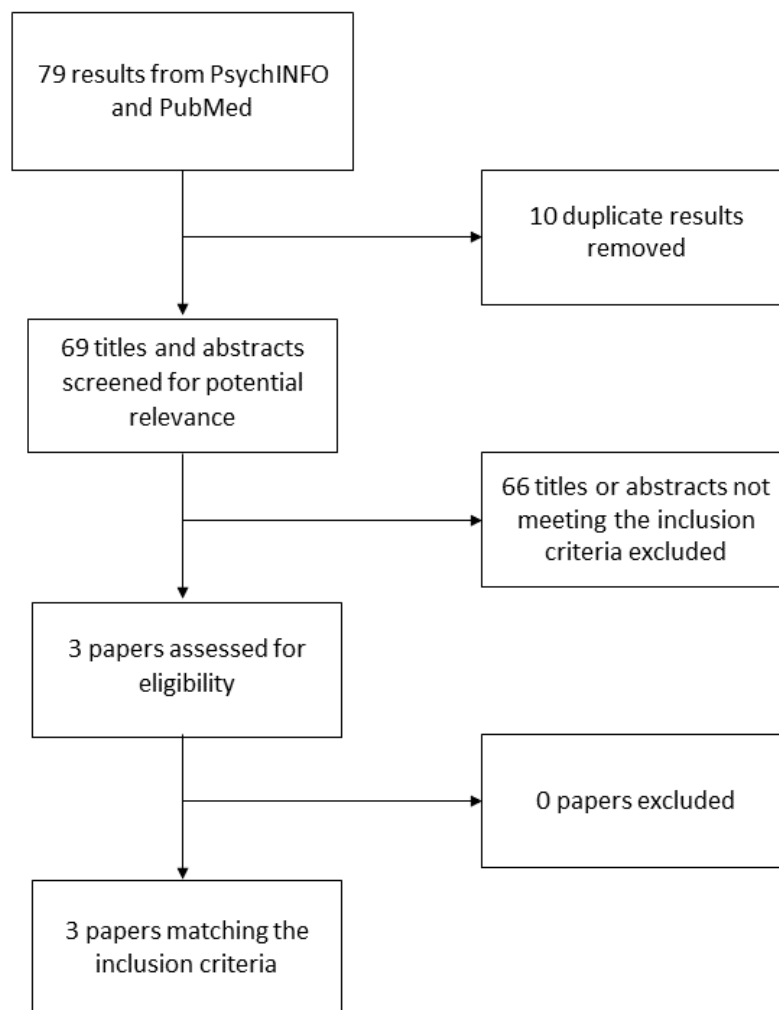 79 results from PsychINFO
and PubMed
10 duplicate results
removed
69 titles and abstracts
screened for potential
relevance
66 titles or abstracts not
meeting the inclusion
criteria excluded
3 papers assessed for
eligibility
0 papers excluded
3 papers matching the
inclusion criteria